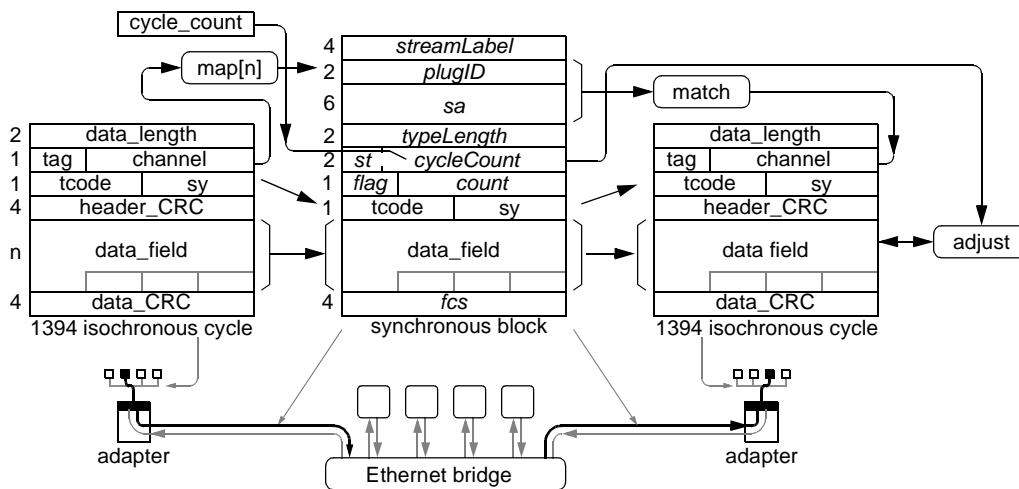 cycle_count
map[n]
4 streamLabel
2 plugID
6 sa
2 typeLength
2 st cycleCount
1 flag count
1 tcode sy
data_field
4 fcs
synchronous block
match
adjust
2 data_length
1 tag channel
1 tcode sy
4 header_CRC
n data_field
4 data_CRC
1394 isochronous cycle
data_length
tag channel
tcode sy
header_CRC
data field
data_CRC
1394 isochronous cycle
adapter
Ethernet bridge
adapter